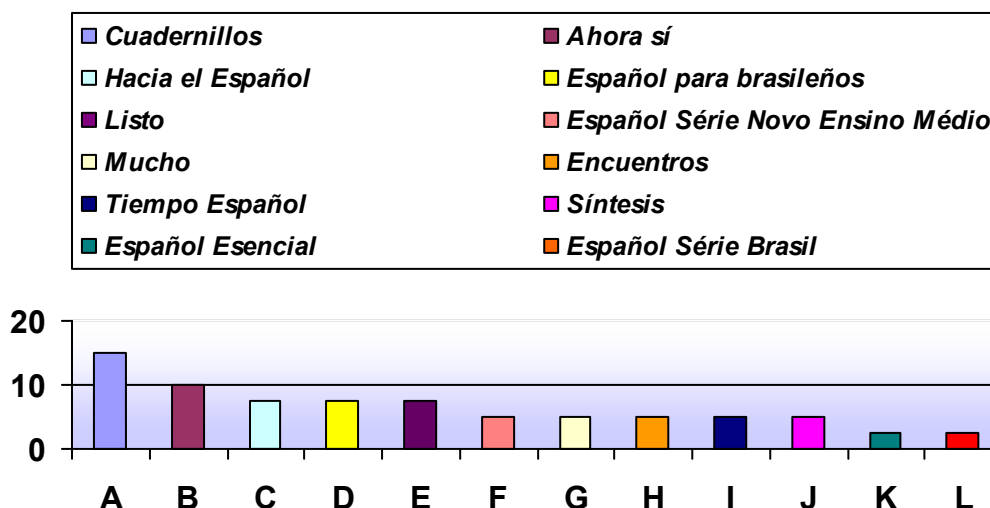 Cuadernillos Ahora sí
Hacia el Español Español para brasileños
Listo Español Série Novo Ensino Médio
Mucho Encuentros
Tiempo Español Síntesis
Español Esencial Español Série Brasil
20
10
0
A B C D E F G H I J K L